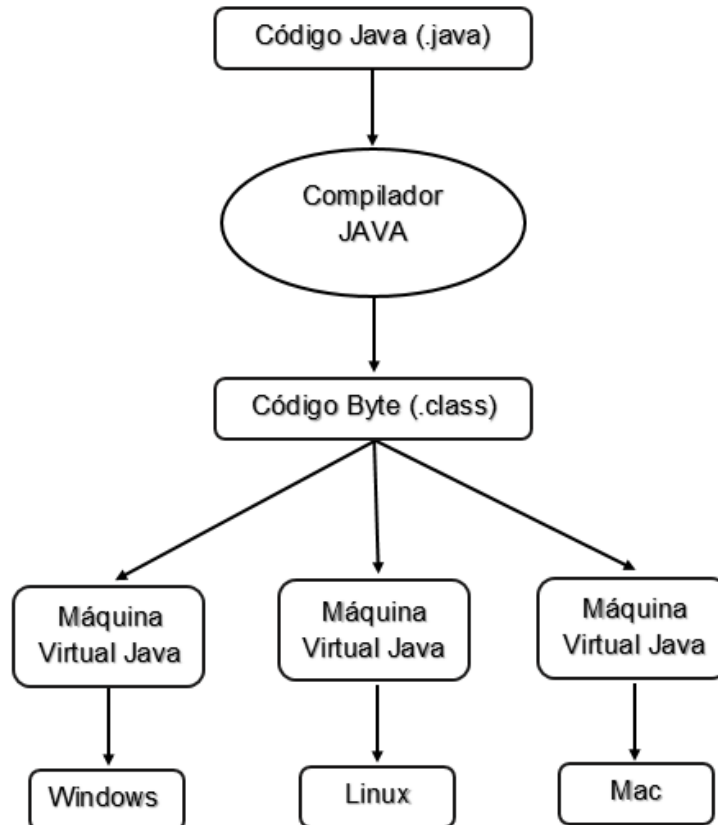 Código Java (.java)
Compilador
JAVA
Código Byte (.class)
Máquina
Virtual Java
Máquina
Virtual Java
Máquina
Virtual Java
Windows
Linux
Mac